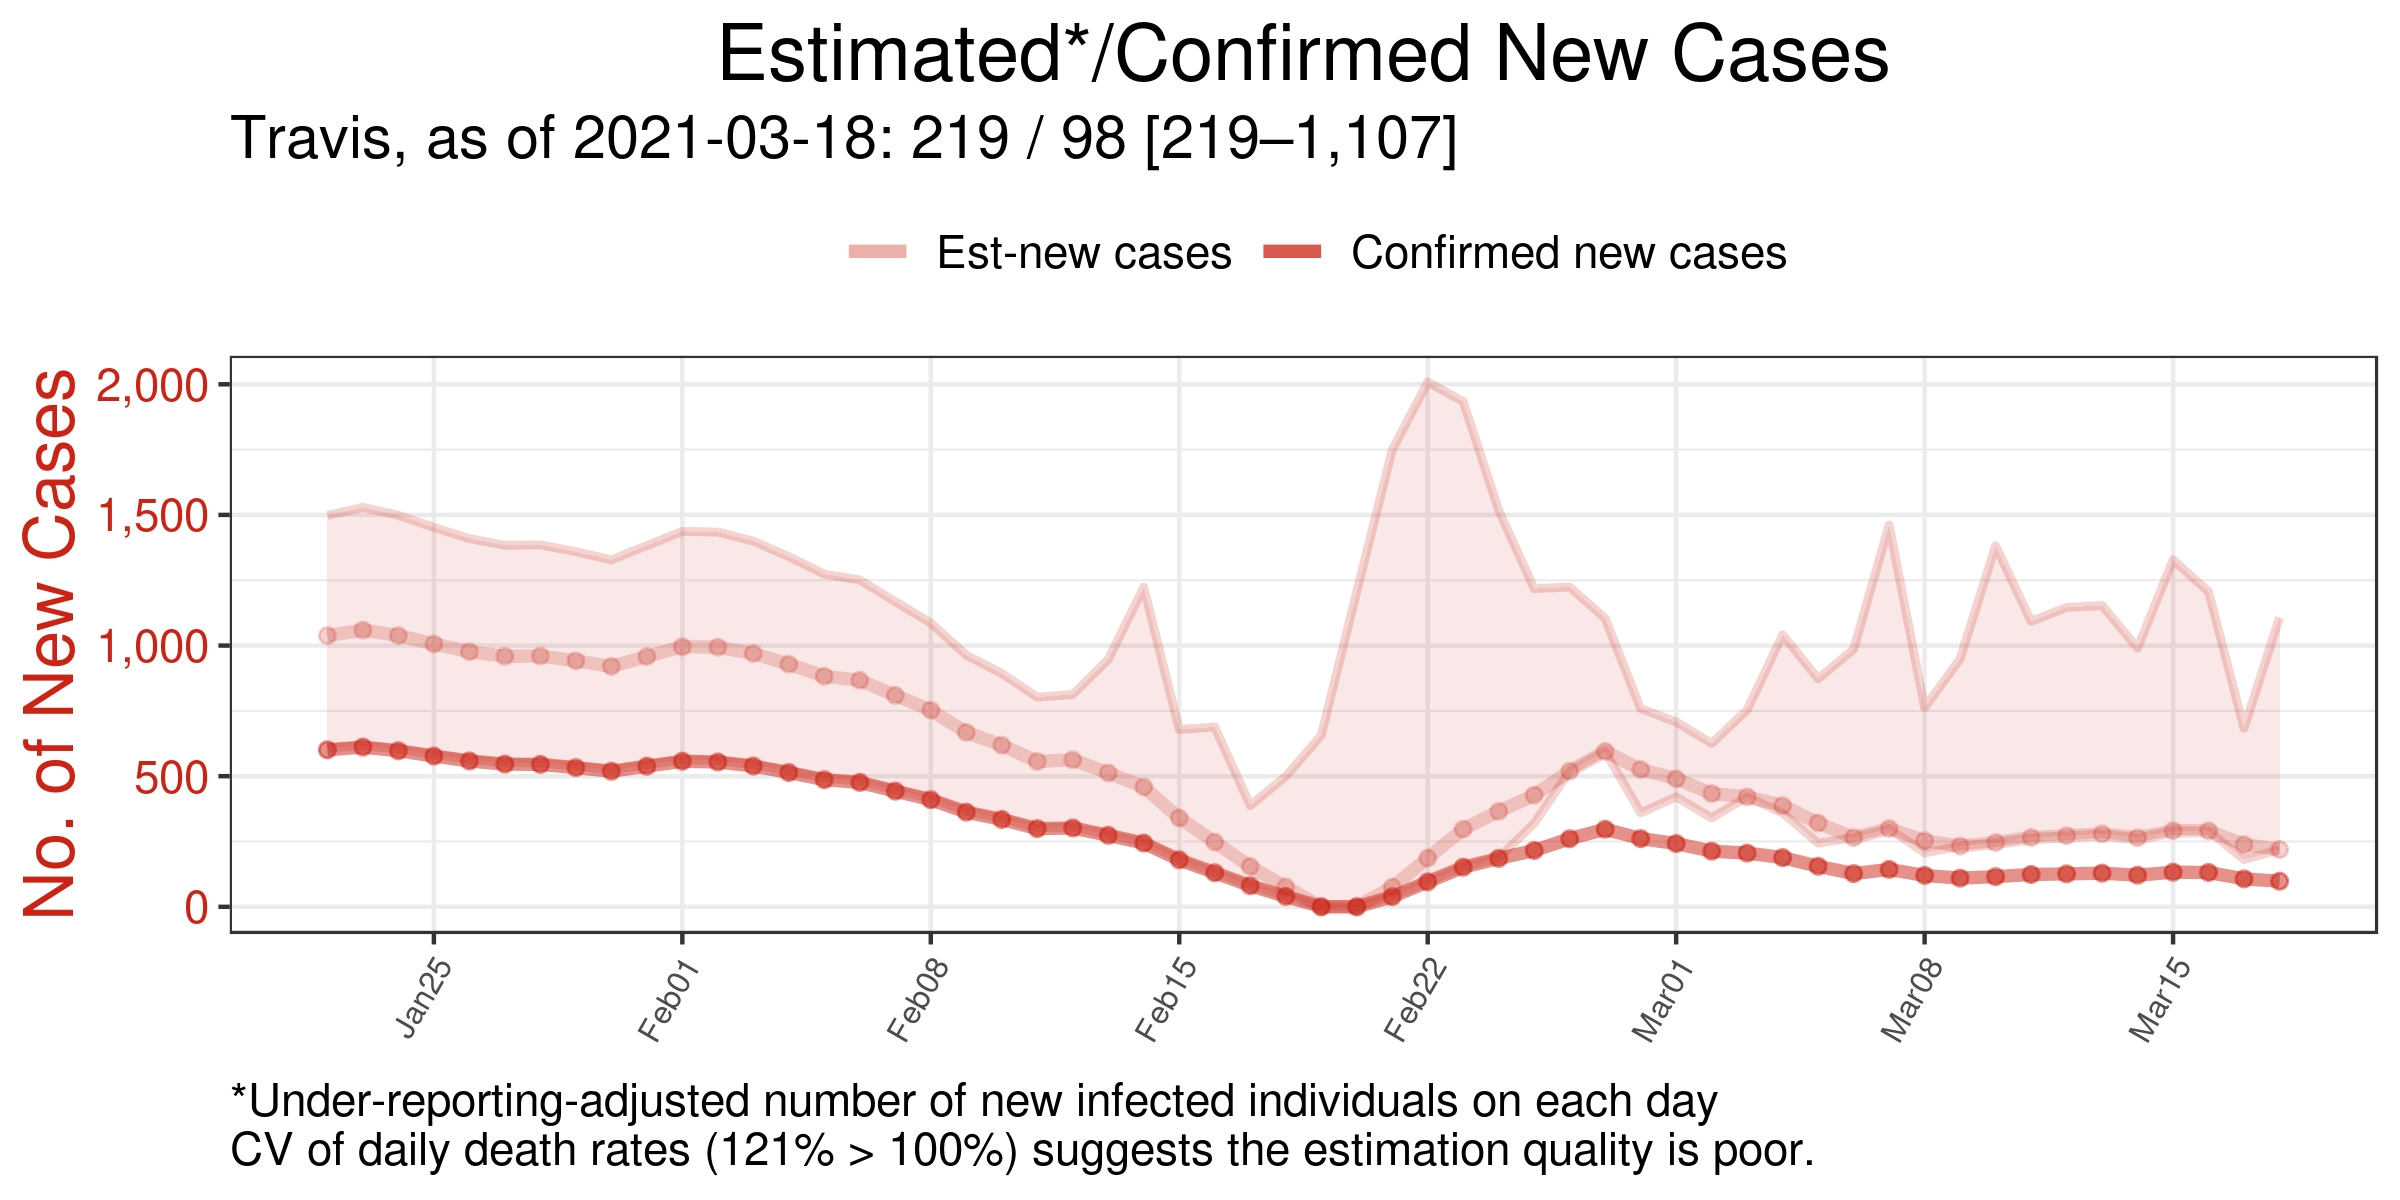 Estimated*/Confirmed New Cases
Travis, as of 2021-03-18: 219 / 98 [219–1,107]
Est-new cases Confirmed new cases
No. of New Cases
2,000
1,500
1,000
500
0
Jan25 Feb01 Feb08 Feb15 Feb22 Mar01 Mar08 Mar15
*Under-reporting-adjusted number of new infected individuals on each day
CV of daily death rates (121% > 100%) suggests the estimation quality is poor.